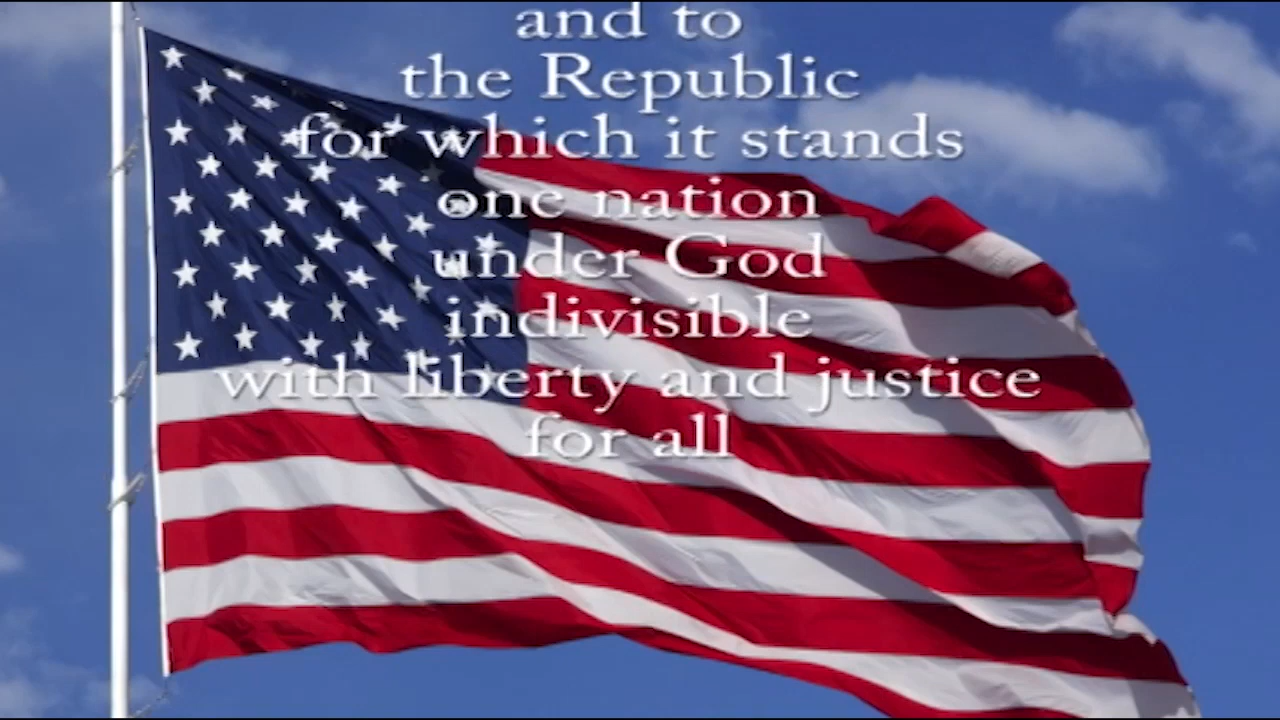 and to
the Republic
for which it stands
one nation
under God
indivisible
with liberty and justice
for all